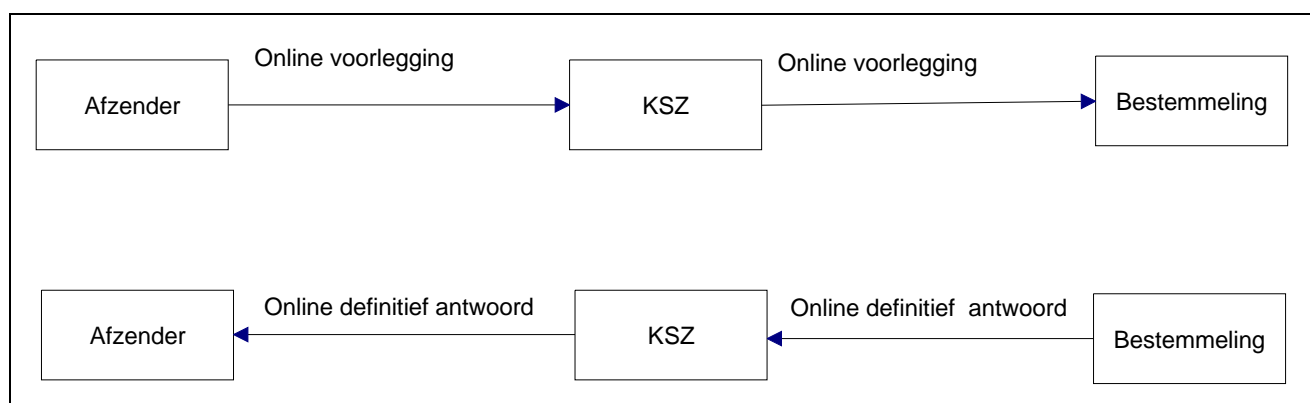 Online voorlegging
Online voorlegging
Afzender
KSZ
Bestemmeling
Online definitief antwoord
Online definitief antwoord
Afzender
KSZ
Bestemmeling